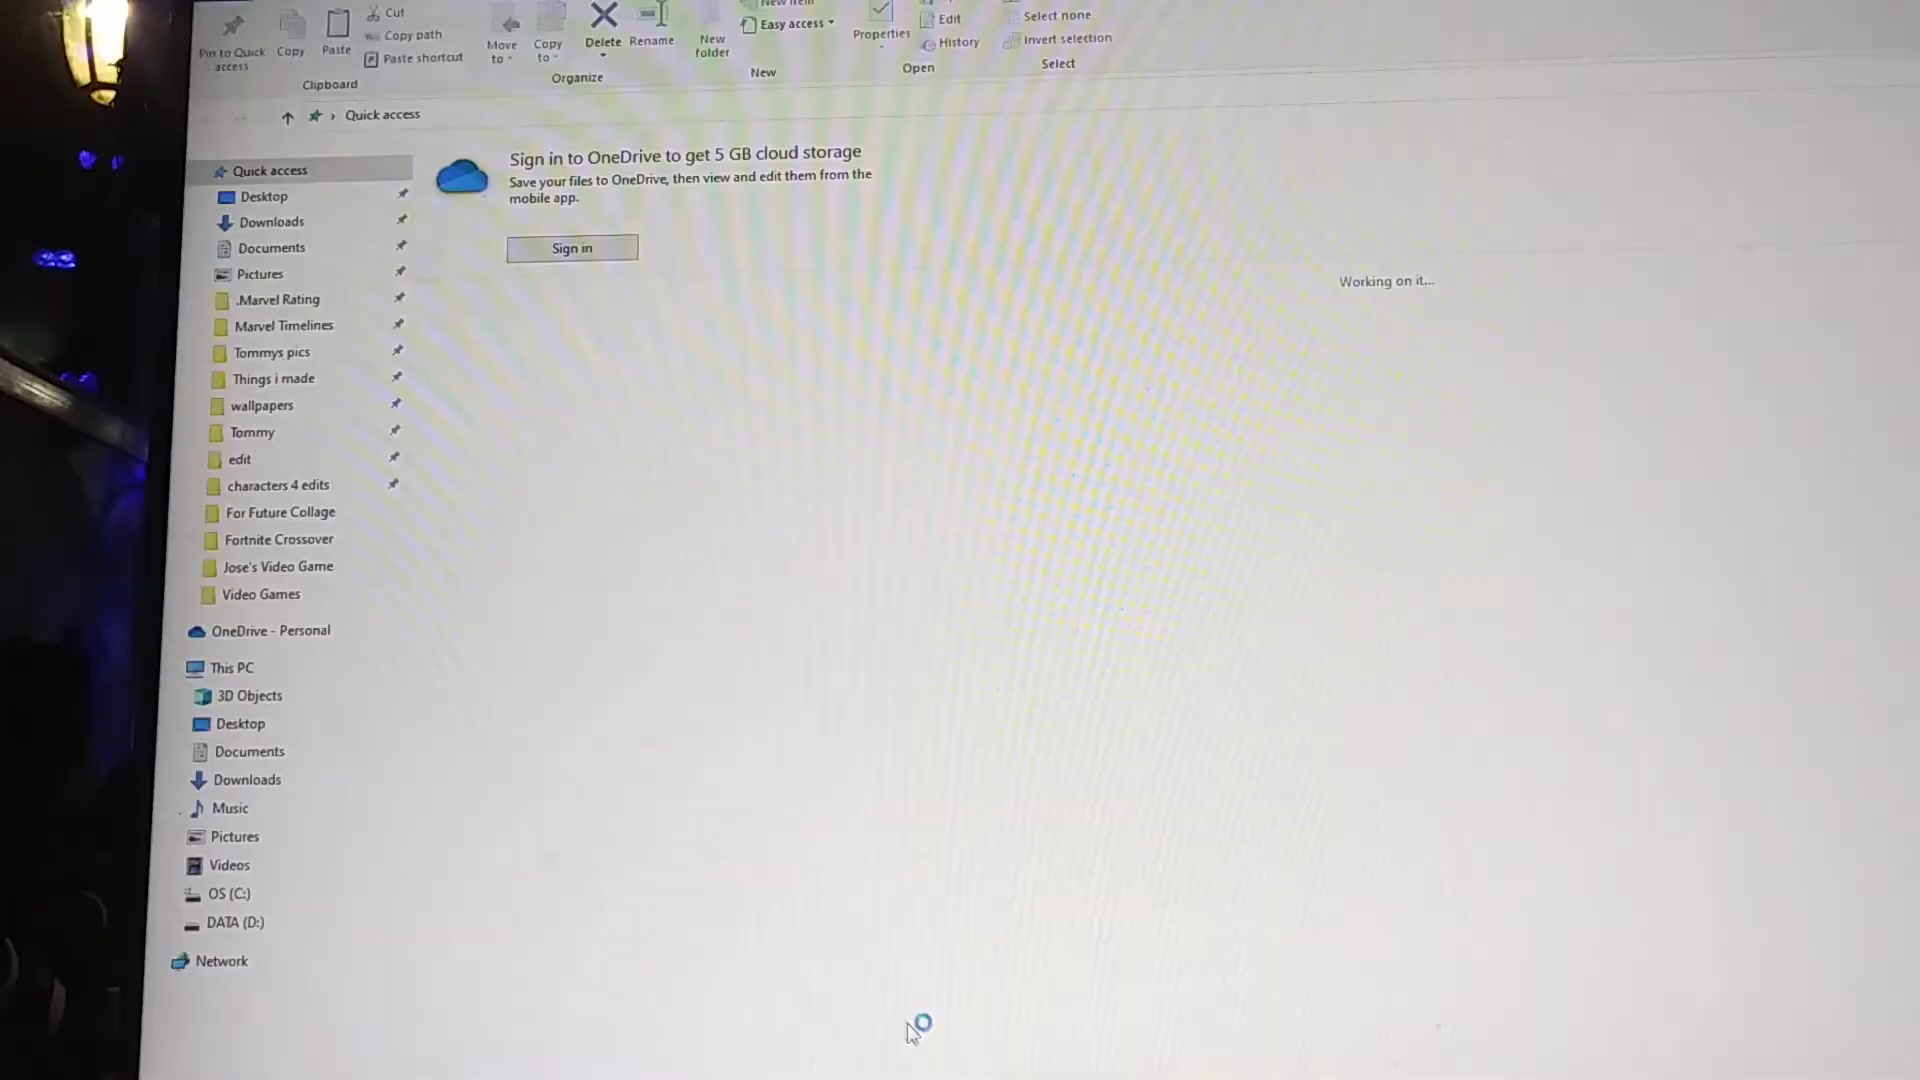 Pin to Quick access
Copy
Paste
Cut
Copy path
Paste shortcut
Clipboard
Move to
Copy to
Delete
Rename
Organize
New folder
New item
Easy access
New
Properties
Edit
History
Open
Select none
Invert selection
Select
Quick access
Sign in to OneDrive to get 5 GB cloud storage
Save your files to OneDrive, then view and edit them from the
mobile app.
Sign in
Working on it...
Quick access
Desktop
Downloads
Documents
Pictures
.Marvel Rating
Marvel Timelines
Tommys pics
Things i made
wallpapers
Tommy
edit
characters 4 edits
For Future Collage
Fortnite Crossover
Jose's Video Game
Video Games
OneDrive - Personal
This PC
3D Objects
Desktop
Documents
Downloads
Music
Pictures
Videos
OS (C:)
DATA (D:)
Network